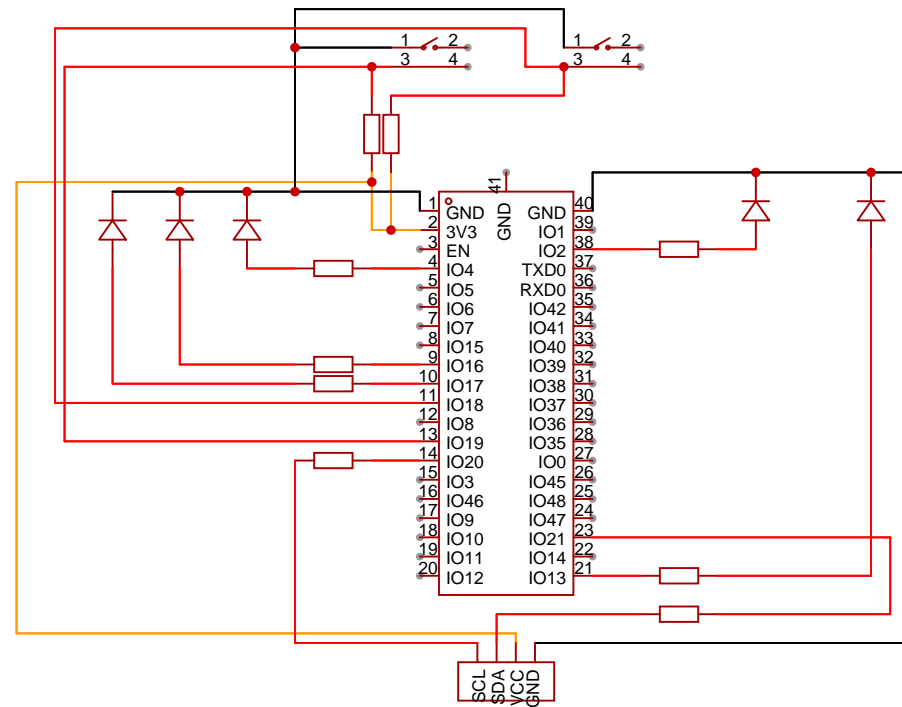 1 2
3 4
1 2
3 4
41
GND
1 GND
2 3V3
3 EN
4 IO4
5 IO5
6 IO6
7 IO7
8 IO15
9 IO16
10 IO17
11 IO18
12 IO8
13 IO19
14 IO20
15 IO3
16 IO46
17 IO9
18 IO10
19 IO11
20 IO12
GND 40
IO1 39
IO2 38
TXD0 37
RXD0 36
IO42 35
IO41 34
IO40 33
IO39 32
IO38 31
IO37 30
IO36 29
IO35 28
IO0 27
IO45 26
IO48 25
IO47 24
IO21 23
IO14 22
IO13 21
SCL
SDA
VCC
GND